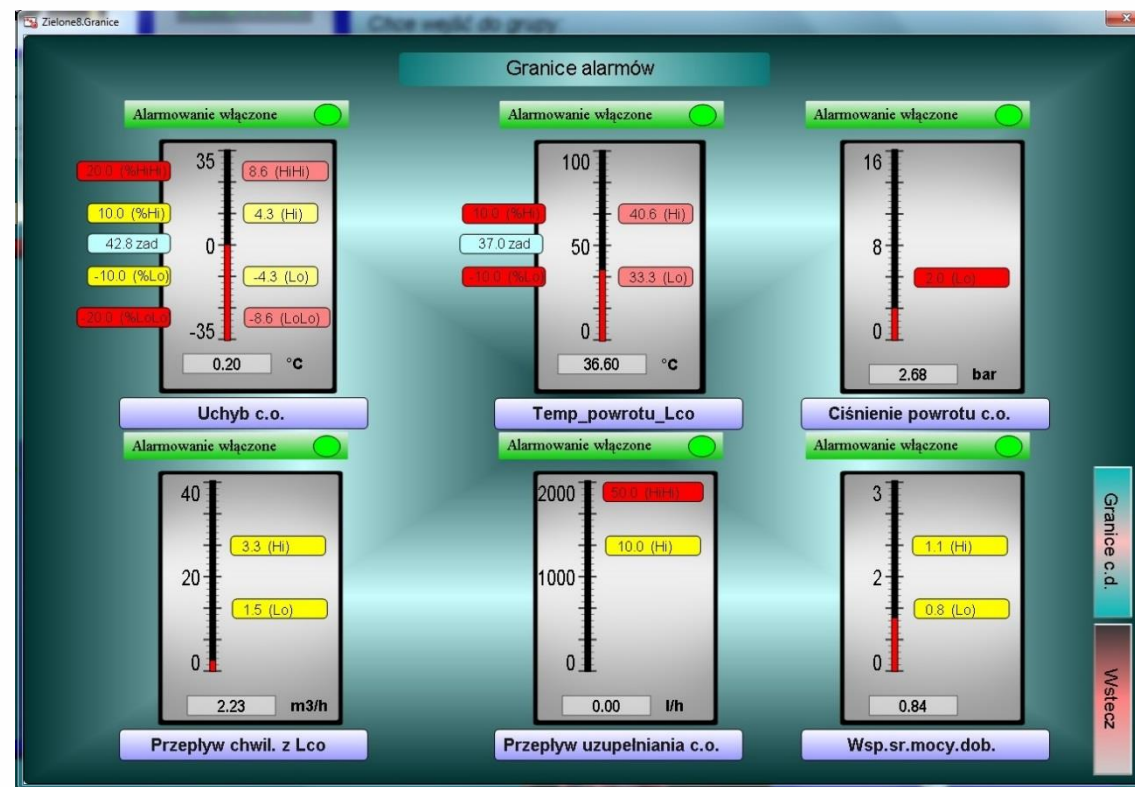 Zielone8.Granice
Chce wejść do grupy:
Granice alarmów
Alarmowanie włączone
Alarmowanie włączone
Alarmowanie włączone
35
20.0 (%HiHi)
8.6 (HiHi)
10.0 (%Hi)
4.3 (Hi)
42.8 zad
0
-10.0 (%Lo)
-4.3 (Lo)
-20.0 (%LoLo)
-8.6 (LoLo)
-35
0.20 °C
Uchyb c.o.
100
10.0 (%Hi)
40.6 (Hi)
37.0 zad
50
-10.0 (%Lo)
33.3 (Lo)
0
36.60 °C
Temp_powrotu_Lco
16
8
2.0 (Lo)
0
2.68 bar
Ciśnienie powrotu c.o.
Alarmowanie włączone
Alarmowanie włączone
Alarmowanie włączone
40
3.3 (Hi)
20
1.5 (Lo)
0
2.23 m3/h
Przepływ chwil. z Lco
2000
50.0 (HiHi)
10.0 (Hi)
1000
0
0.00 l/h
Przepływ uzupelniania c.o.
3
1.1 (Hi)
2
0.8 (Lo)
0
0.84
Wsp.sr.mocy.dob.
Granice c.d.
Wstecz